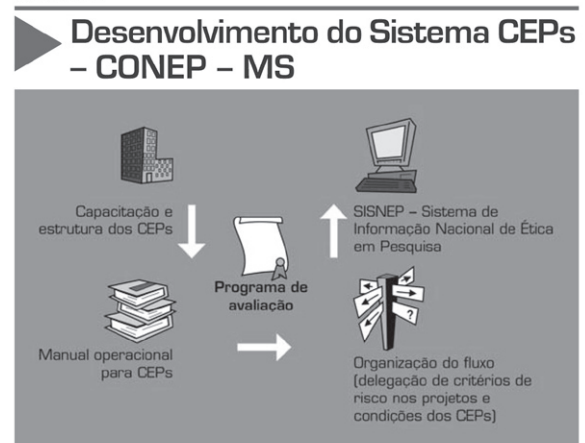 Desenvolvimento do Sistema CEPs
– CONEP – MS
Capacitação e
estrutura dos CEPs
SISNEP – Sistema de
Informação Nacional de Ética
em Pesquisa
Programa de
avaliação
Manual operacional
para CEPs
?
Organização do fluxo
(delegação de critérios de
risco nos projetos e
condições dos CEPs)